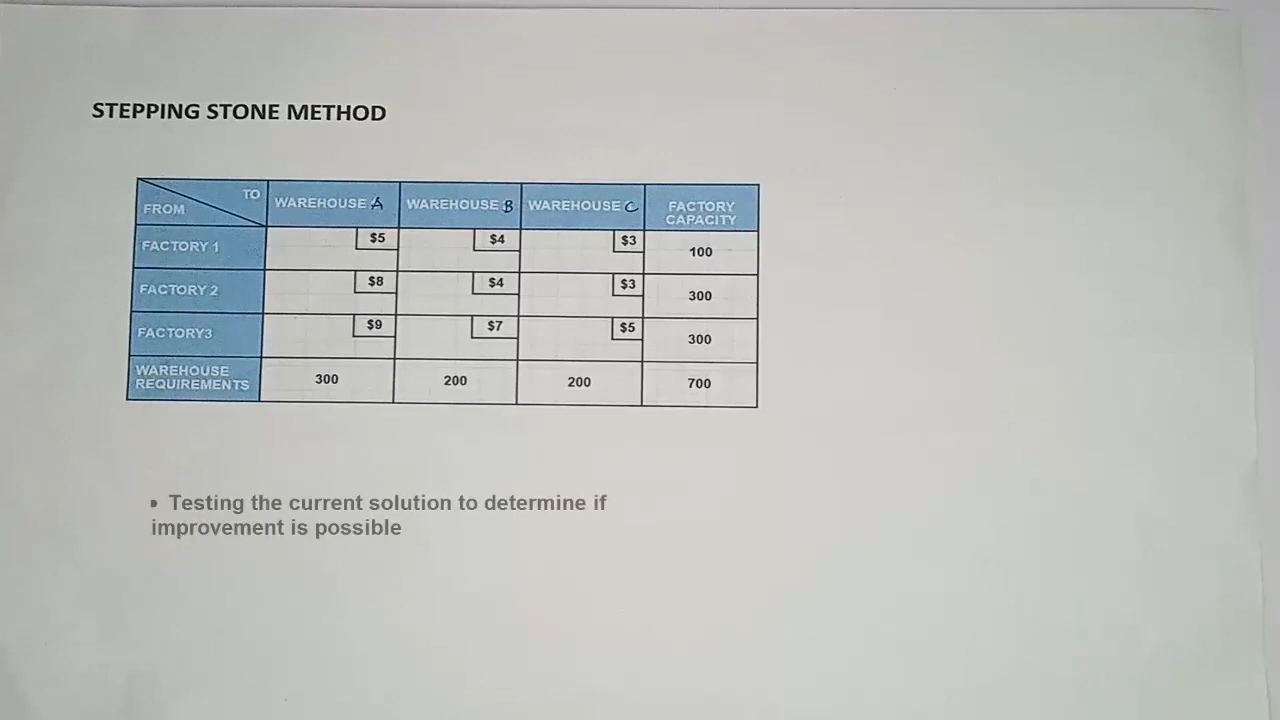 STEPPING STONE METHOD
TO
FROM
WAREHOUSE A
WAREHOUSE B
WAREHOUSE C
FACTORY
CAPACITY
FACTORY 1
$5
$4
$3
100
FACTORY 2
$8
$4
$3
300
FACTORY3
$9
$7
$5
300
WAREHOUSE
REQUIREMENTS
300
200
200
700
• Testing the current solution to determine if
improvement is possible